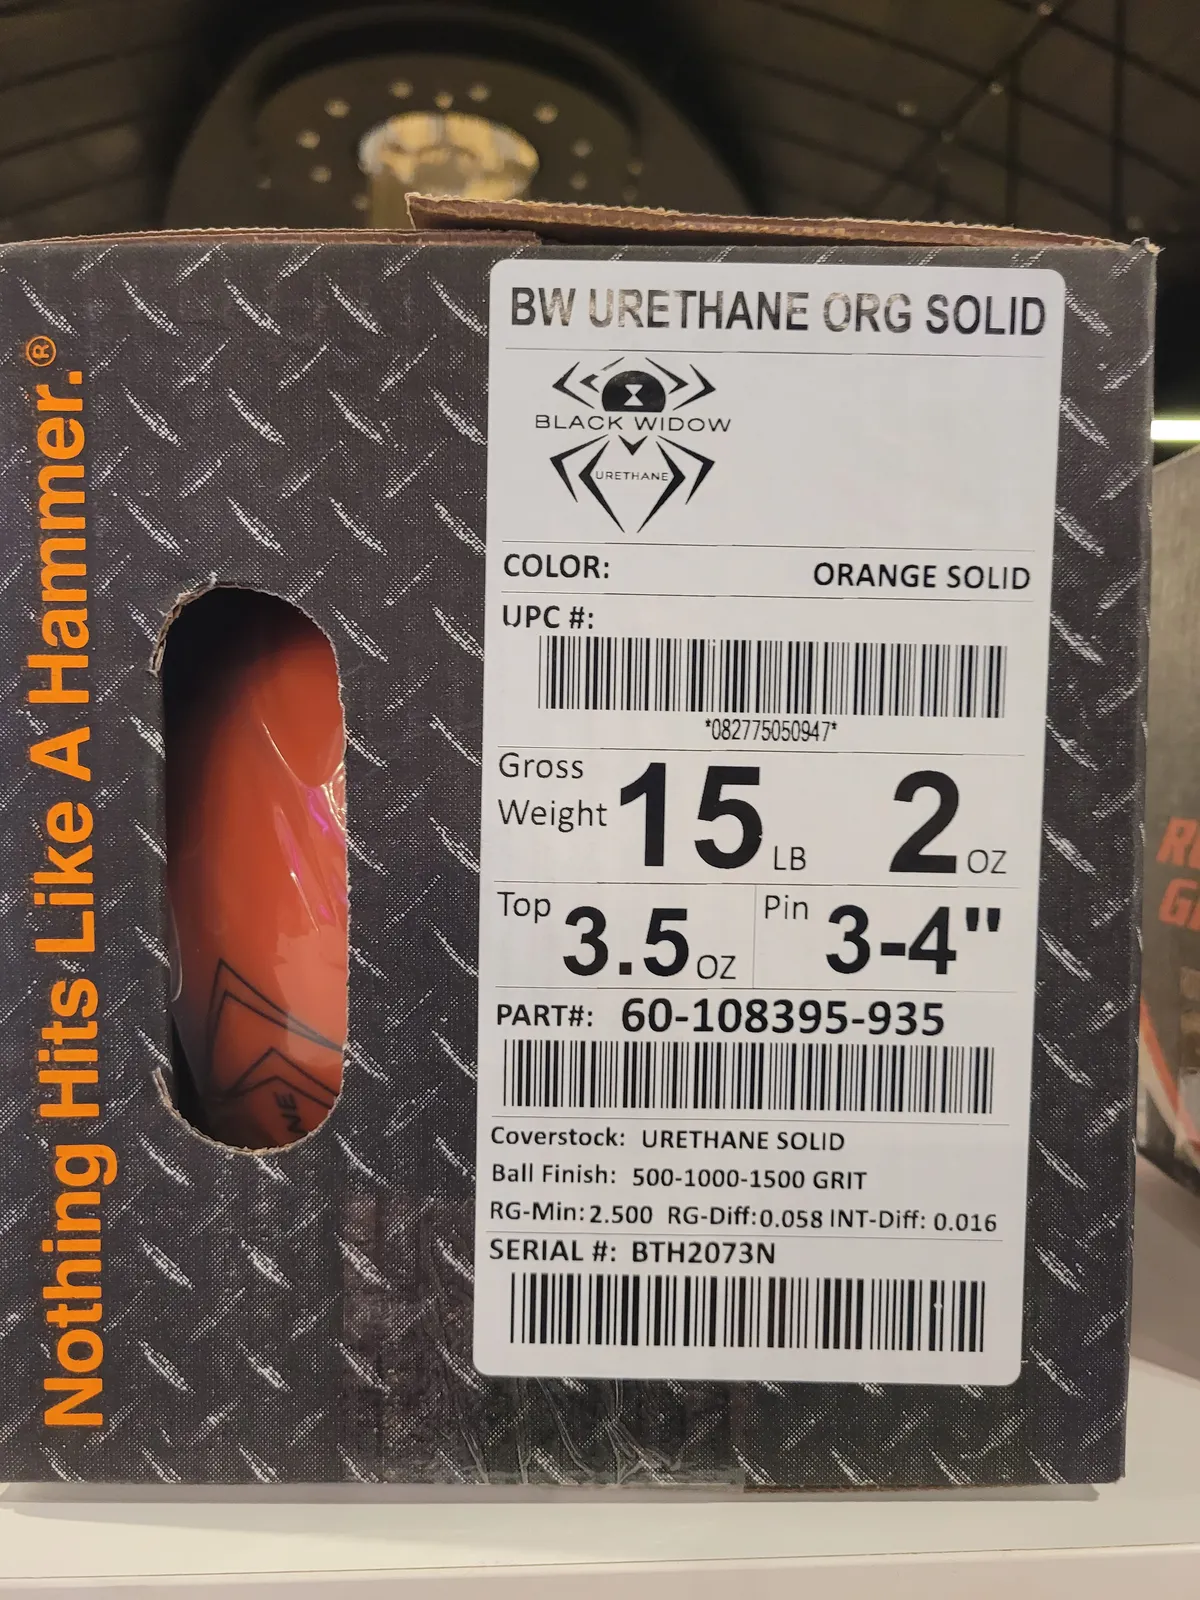 Nothing Hits Like A Hammer.®
BW URETHANE ORG SOLID
BLACK WIDOW
URETHANE
COLOR: ORANGE SOLID
UPC #:
*082775050947*
Gross Weight 15 LB 2 OZ
Top 3.5 OZ Pin 3-4"
PART#: 60-108395-935
Coverstock: URETHANE SOLID
Ball Finish: 500-1000-1500 GRIT
RG-Min: 2.500 RG-Diff: 0.058 INT-Diff: 0.016
SERIAL #: BTH2073N